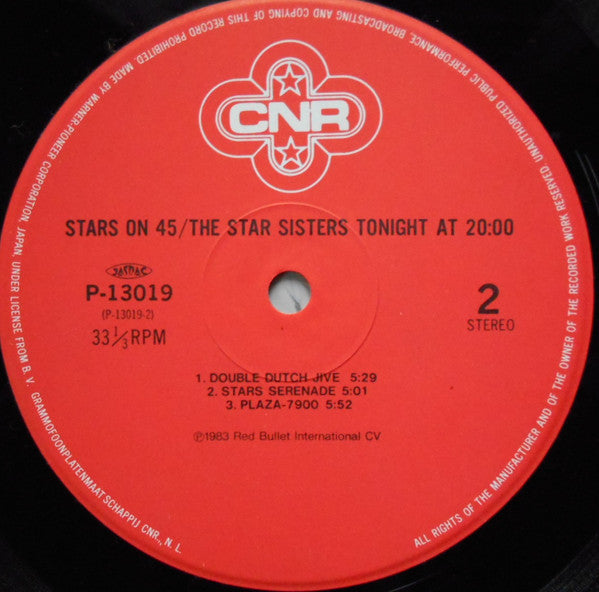 CNR
STARS ON 45/THE STAR SISTERS TONIGHT AT 20:00
JASRAC
P-13019
(P-13019-2)
33 1/3 RPM
2
STEREO
1. DOUBLE DUTCH JIVE 5:29
2. STARS SERENADE 5:01
3. PLAZA-7900 5:52
Ⓟ1983 Red Bullet International CV
ALL RIGHTS OF THE MANUFACTURER AND OF THE OWNER OF THE RECORDED WORK RESERVED. UNAUTHORIZED PUBLIC PERFORMANCE, BROADCASTING AND COPYING OF THIS RECORD PROHIBITED. MADE BY WARNER-PIONEER CORPORATION, JAPAN, UNDER LICENSE FROM B. V. GRAMMOFOONPLATENMAATSCHAPPIJ CNR., N. L.